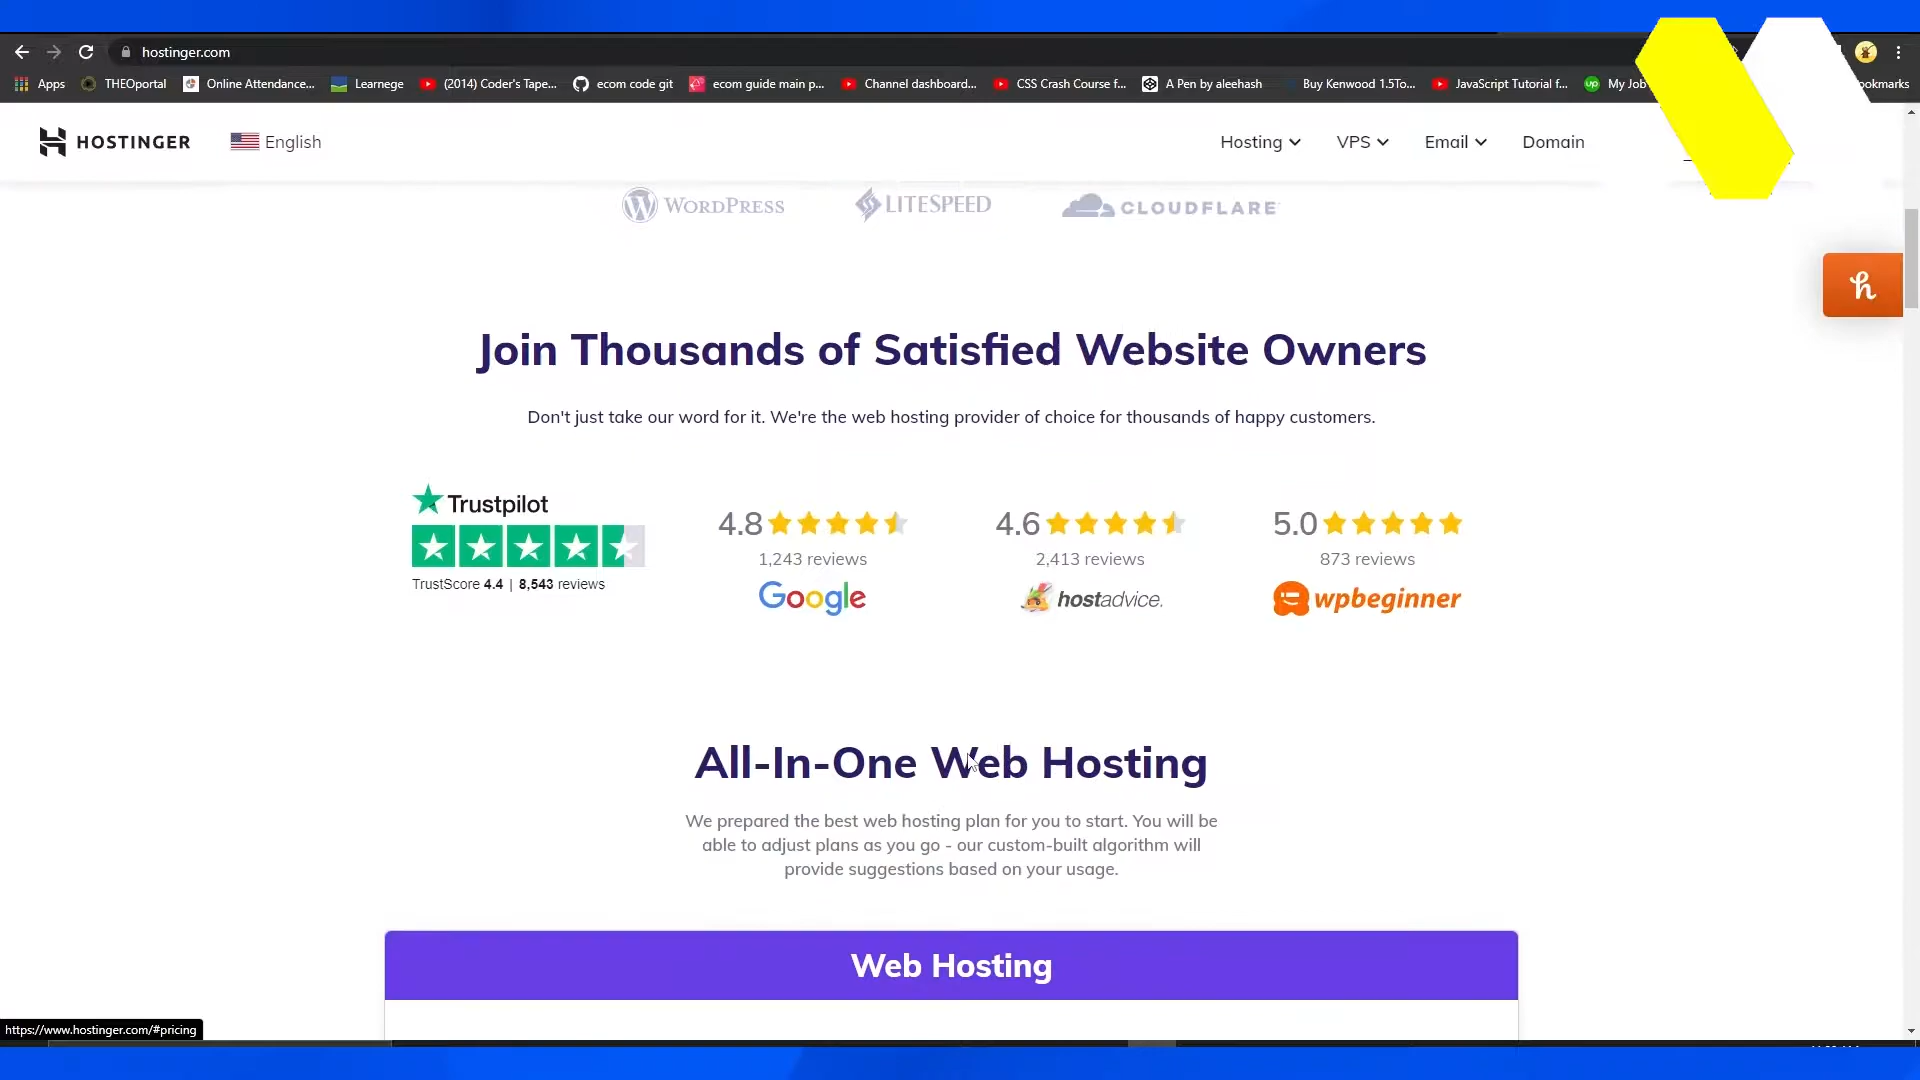 hostinger.com
Apps THEOportal Online Attendance... Learnege (2014) Coder's Tape... ecom code git ecom guide main p... Channel dashboard... CSS Crash Course f... A Pen by aleehash Buy Kenwood 1.5To... JavaScript Tutorial f... up My Job ookmarks
HOSTINGER English Hosting VPS Email Domain
WORDPRESS LITESPEED CLOUDFLARE
h
Join Thousands of Satisfied Website Owners
Don't just take our word for it. We're the web hosting provider of choice for thousands of happy customers.
Trustpilot
TrustScore 4.4 | 8,543 reviews
4.8
1,243 reviews
Google
4.6
2,413 reviews
hostadvice.
5.0
873 reviews
wpbeginner
All-In-One Web Hosting
We prepared the best web hosting plan for you to start. You will be
able to adjust plans as you go - our custom-built algorithm will
provide suggestions based on your usage.
Web Hosting
https://www.hostinger.com/#pricing